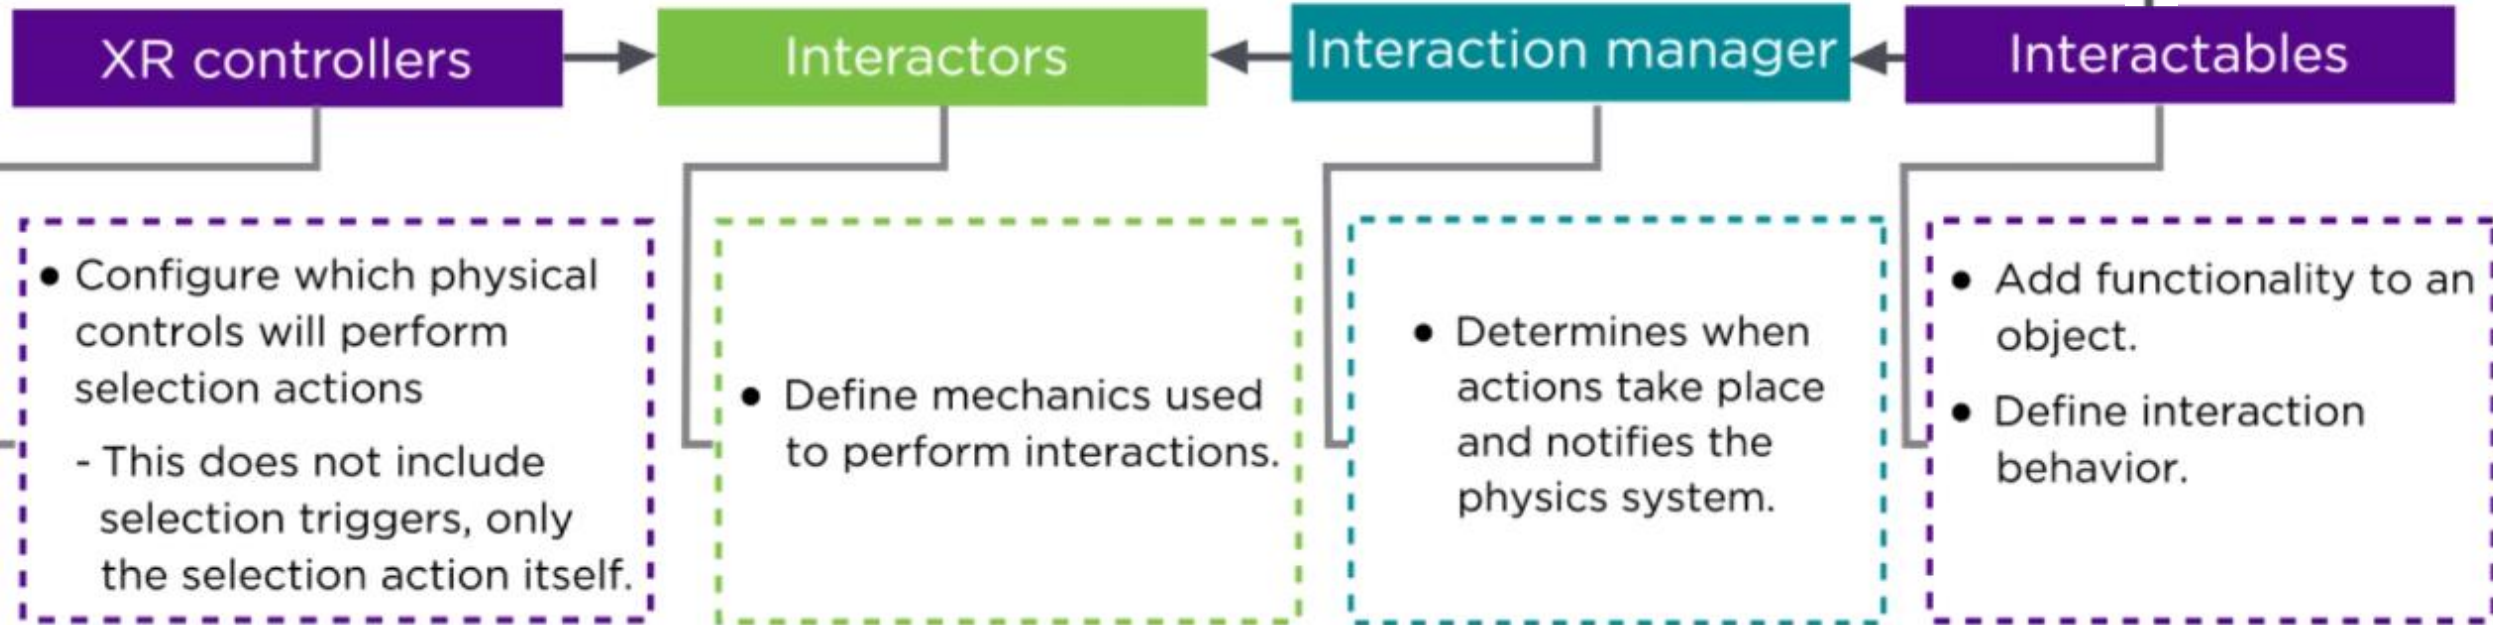 XR controllers
Interactors
Interaction manager
Interactables
● Configure which physical
controls will perform
selection actions
- This does not include
selection triggers, only
the selection action itself.
● Define mechanics used
to perform interactions.
● Determines when
actions take place
and notifies the
physics system.
● Add functionality to an
object.
● Define interaction
behavior.